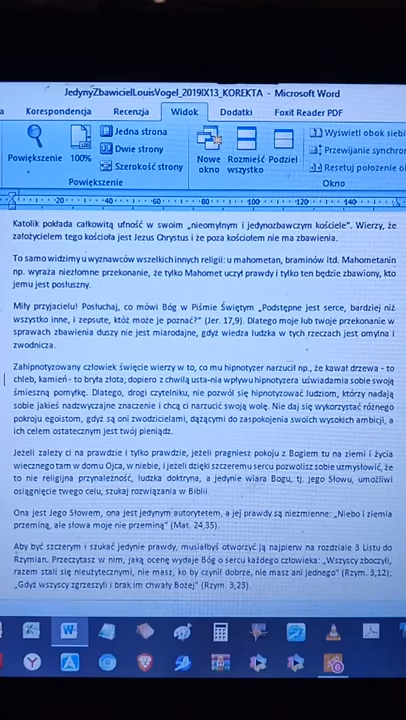 JedynyZbawicielLouisVogel_2019IX13_KOREKTA - Microsoft Word
a Korespondencja Recenzja Widok Dodatki Foxit Reader PDF
Jedna strona
Dwie strony
Szerokość strony
Powiększenie 100%
Nowe okno Rozmieść wszystko Podziel
Wyświetl obok siebi
Przewijanie synchror
Resetuj położenie o
Powiększenie Okno
20 40 60 80 100 120 140
Katolik pokłada całkowitą ufność w swoim „nieomylnym i jedynozbawczym kościele". Wierzy, że
założycielem tego kościoła jest Jezus Chrystus i że poza kościołem nie ma zbawienia.
To samo widzimy u wyznawców wszelkich innych religii: u mahometan, braminów itd. Mahometanin
np. wyraża niezłomne przekonanie, że tylko Mahomet uczył prawdy i tylko ten będzie zbawiony, kto
jemu jest posłuszny.
Miły przyjacielu! Posłuchaj, co mówi Bóg w Piśmie Świętym „Podstępne jest serce, bardziej niż
wszystko inne, i zepsute, któż może je poznać?" (Jer. 17,9). Dlatego moje lub twoje przekonanie w
sprawach zbawienia duszy nie jest miarodajne, gdyż wiedza ludzka w tych rzeczach jest omylna i
zwodnicza.
Zahipnotyzowany człowiek święcie wierzy w to, co mu hipnotyzer narzucił np., że kawał drzewa - to
chleb, kamień - to bryła złota; dopiero z chwilą usta-nia wpływu hipnotyzera uświadamia sobie swoją
śmieszną pomyłkę. Dlatego, drogi czytelniku, nie pozwól się hipnotyzować ludziom, którzy nadają
sobie jakieś nadzwyczajne znaczenie i chcą ci narzucić swoją wolę. Nie daj się wykorzystać różnego
pokroju egoistom, gdyż są oni zwodzicielami, dążącymi do zaspokojenia swoich wysokich ambicji, a
ich celem ostatecznym jest twój pieniądz.
Jeżeli zależy ci na prawdzie i tylko prawdzie, jeżeli pragniesz pokoju z Bogiem tu na ziemi i życia
wiecznego tam w domu Ojca, w niebie, i jeżeli dzięki szczeremu sercu pozwolisz sobie uzmysłowić, że
to nie religijna przynależność, ludzka doktryna, a jedynie wiara Bogu, tj. jego Słowu, umożliwi
osiągnięcie twego celu, szukaj rozwiązania w Biblii.
Ona jest Jego Słowem, ona jest jedynym autorytetem, a jej prawdy są niezmienne: „Niebo i ziemia
przeminą, ale słowa moje nie przeminą" (Mat. 24,35).
Aby być szczerym i szukać jedynie prawdy, musiałbyś otworzyć ją najpierw na rozdziale 3 Listu do
Rzymian. Przeczytasz w nim, jaką ocenę wydaje Bóg o sercu każdego człowieka: „Wszyscy zboczyli,
razem stali się nieużytecznymi, nie masz, ko by czynił dobrze, nie masz ani jednego" (Rzym. 3,12);
„Gdyż wszyscy zgrzeszyli i brak im chwały Bożej" (Rzym. 3,23).